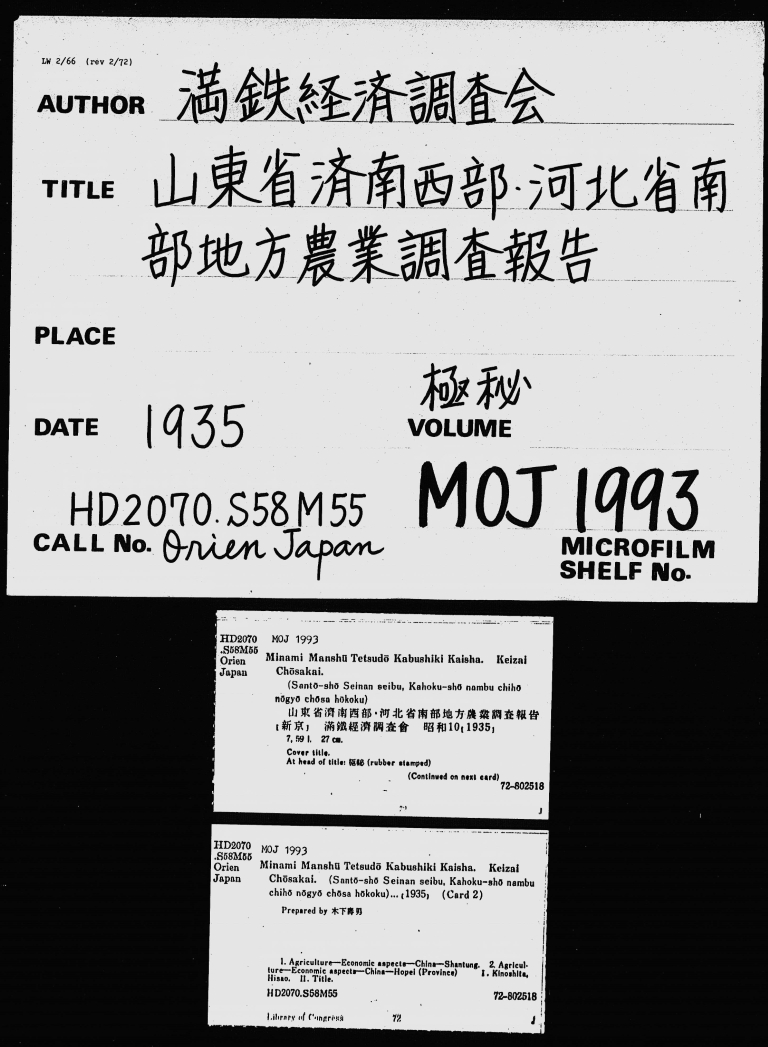 LW 2/66 (rev 2/72)
AUTHOR 満鉄経済調査会
TITLE 山東省済南西部·河北省南
部地方農業調査報告
PLACE
極秘
DATE 1935 VOLUME
HD2070.S58M55 MOJ 1993
CALL No. Orien Japan MICROFILM
SHELF No.
HD2070 MOJ 1993
.S58M55
Orien Minami Manshū Tetsudō Kabushiki Kaisha. Keizai
Japan Chōsakai.
(Santō-shō Seinan seibu, Kahoku-shō nambu chihō
nōgyō chōsa hōkoku)
山東省濟南西部·河北省南部地方農業調査報告
[新京] 滿鐵經濟調査會 昭和10[1935]
7, 59 l. 27 cm.
Cover title.
At head of title: 極秘 (rubber stamped)
(Continued on next card)
72-802518
J
HD2070 MOJ 1993
.S58M55
Orien Minami Manshū Tetsudō Kabushiki Kaisha. Keizai
Japan Chōsakai. (Santō-shō Seinan seibu, Kahoku-shō nambu
chihō nōgyō chōsa hōkoku)... [1935] (Card 2)
Prepared by 木下壽男
1. Agriculture—Economic aspects—China—Shantung. 2. Agricul-
ture—Economic aspects—China—Hopei (Province) I. Kinoshita,
Hisao. II. Title.
HD2070.S58M55 72-802518
Library of Congress 72 J